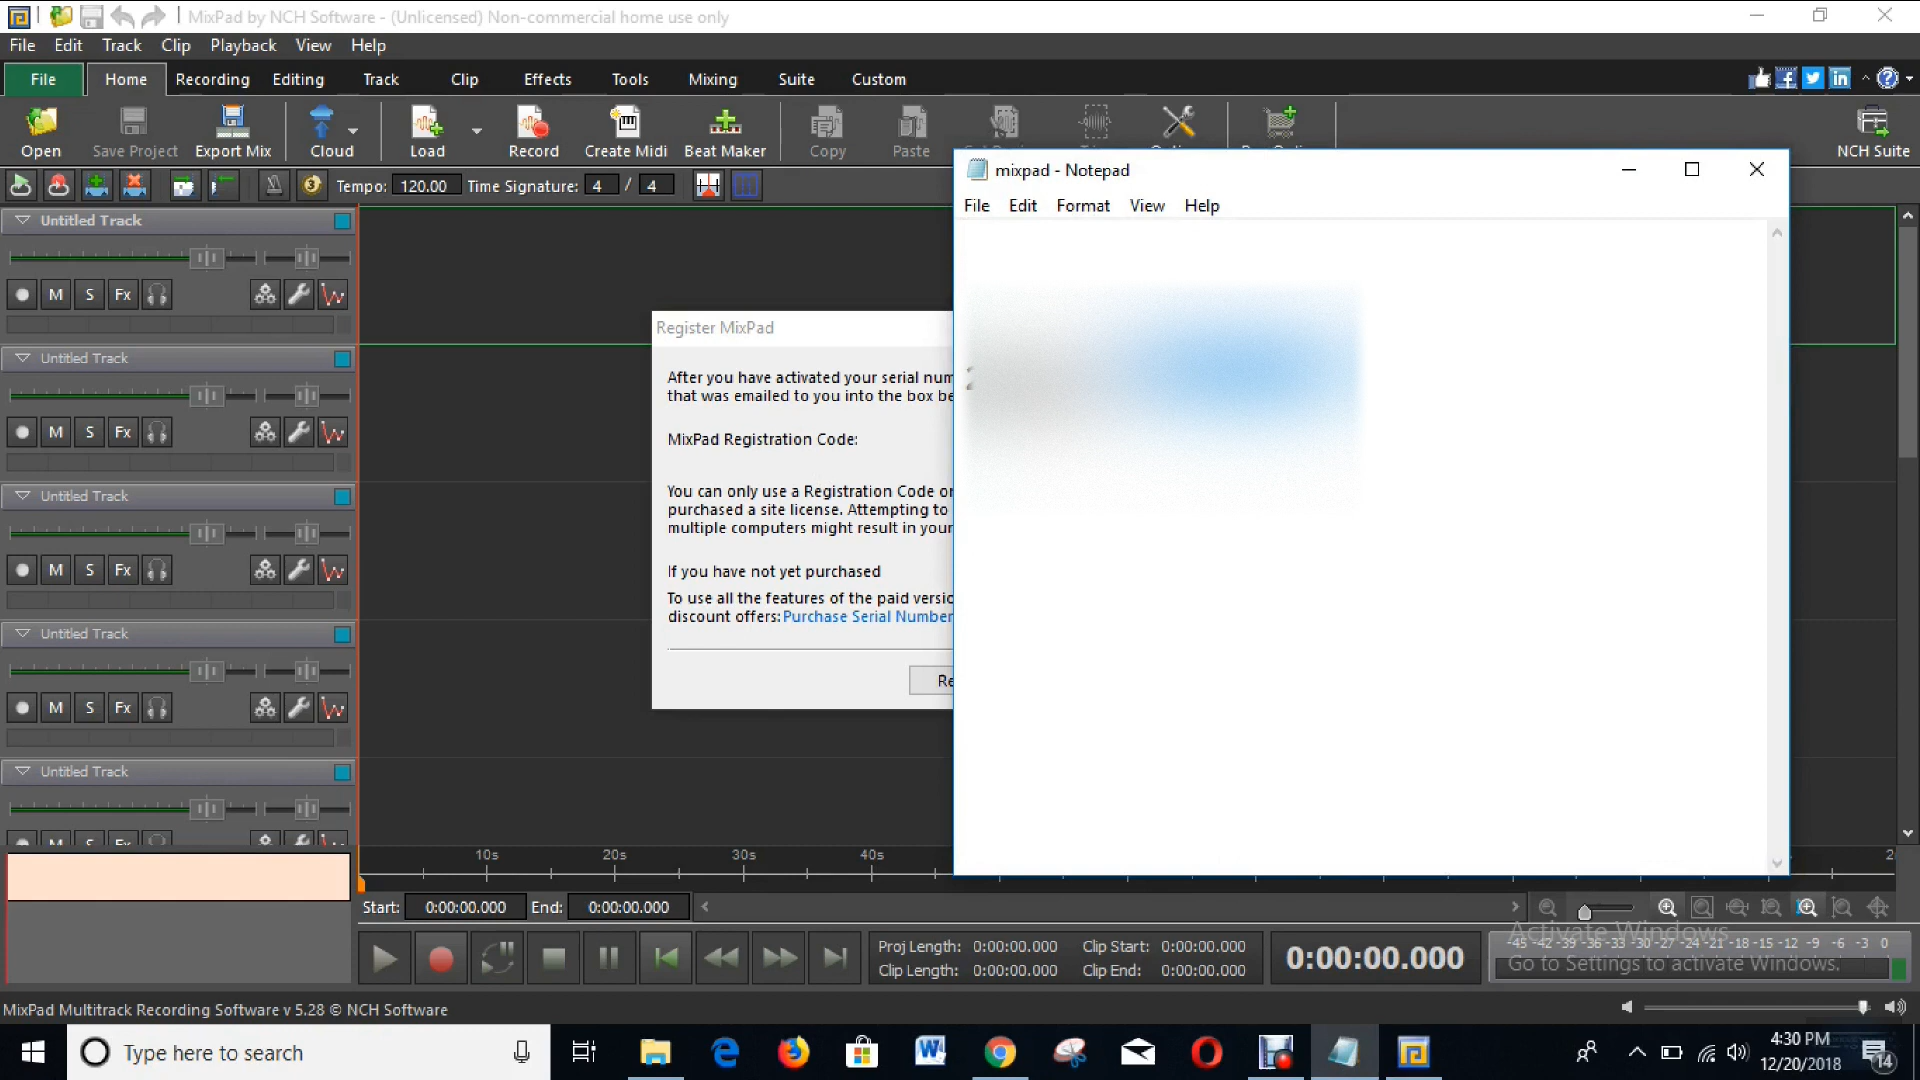 MixPad by NCH Software - (Unlicensed) Non-commercial home use only
File Edit Track Clip Playback View Help
File Home Recording Editing Track Clip Effects Tools Mixing Suite Custom
Open Save Project Export Mix Cloud Load Record Create Midi Beat Maker Copy Paste NCH Suite
Tempo: 120.00 Time Signature: 4 / 4
mixpad - Notepad
File Edit Format View Help
Untitled Track
M S Fx
Untitled Track
M S Fx
Untitled Track
M S Fx
Untitled Track
M S Fx
Untitled Track
M S Fx
Register MixPad
After you have activated your serial num
that was emailed to you into the box be
MixPad Registration Code:
You can only use a Registration Code or
purchased a site license. Attempting to
multiple computers might result in your
If you have not yet purchased
To use all the features of the paid versio
discount offers: Purchase Serial Number
Re
10s 20s 30s 40s
Start: 0:00:00.000 End: 0:00:00.000
Proj Length: 0:00:00.000 Clip Start: 0:00:00.000
Clip Length: 0:00:00.000 Clip End: 0:00:00.000
0:00:00.000
Activate Windows
-45 -42 -39 -36 -33 -30 -27 -24 -21 -18 -15 -12 -9 -6 -3 0
Go to Settings to activate Windows.
MixPad Multitrack Recording Software v 5.28 © NCH Software
Type here to search
4:30 PM
12/20/2018
14